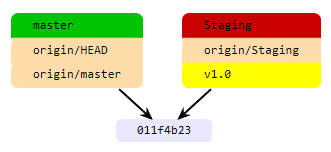 master
origin/HEAD
origin/master
Staging
origin/Staging
v1.0
011f4b23